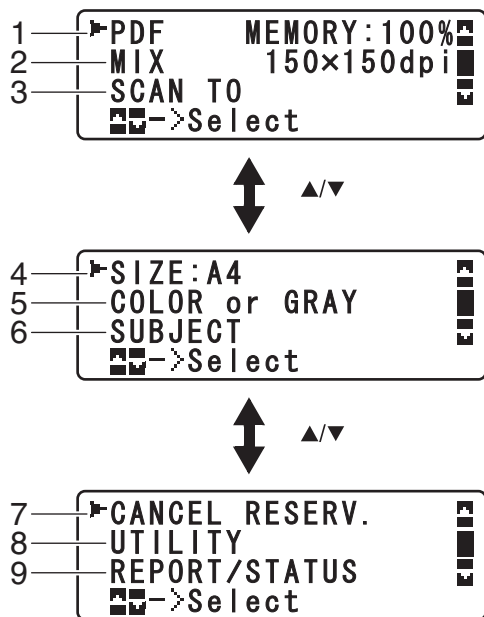 1 PDF MEMORY:100%
2 MIX 150×150dpi
3 SCAN TO
->Select
▲/▼
4 SIZE:A4
5 COLOR or GRAY
6 SUBJECT
->Select
▲/▼
7 CANCEL RESERV.
8 UTILITY
9 REPORT/STATUS
->Select